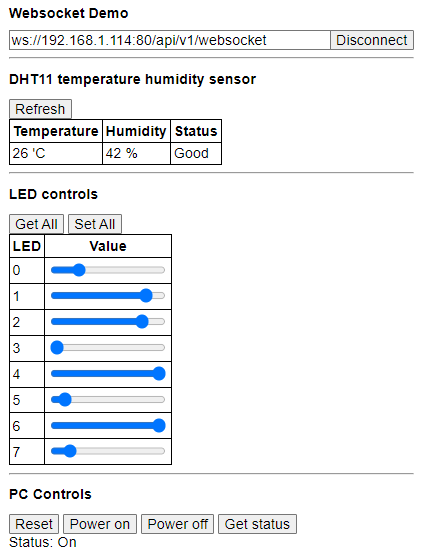 Websocket Demo
ws://192.168.1.114:80/api/v1/websocket Disconnect
DHT11 temperature humidity sensor
Refresh
Temperature Humidity Status
26 'C 42 % Good
LED controls
Get All Set All
LED Value
0
1
2
3
4
5
6
7
PC Controls
Reset Power on Power off Get status
Status: On